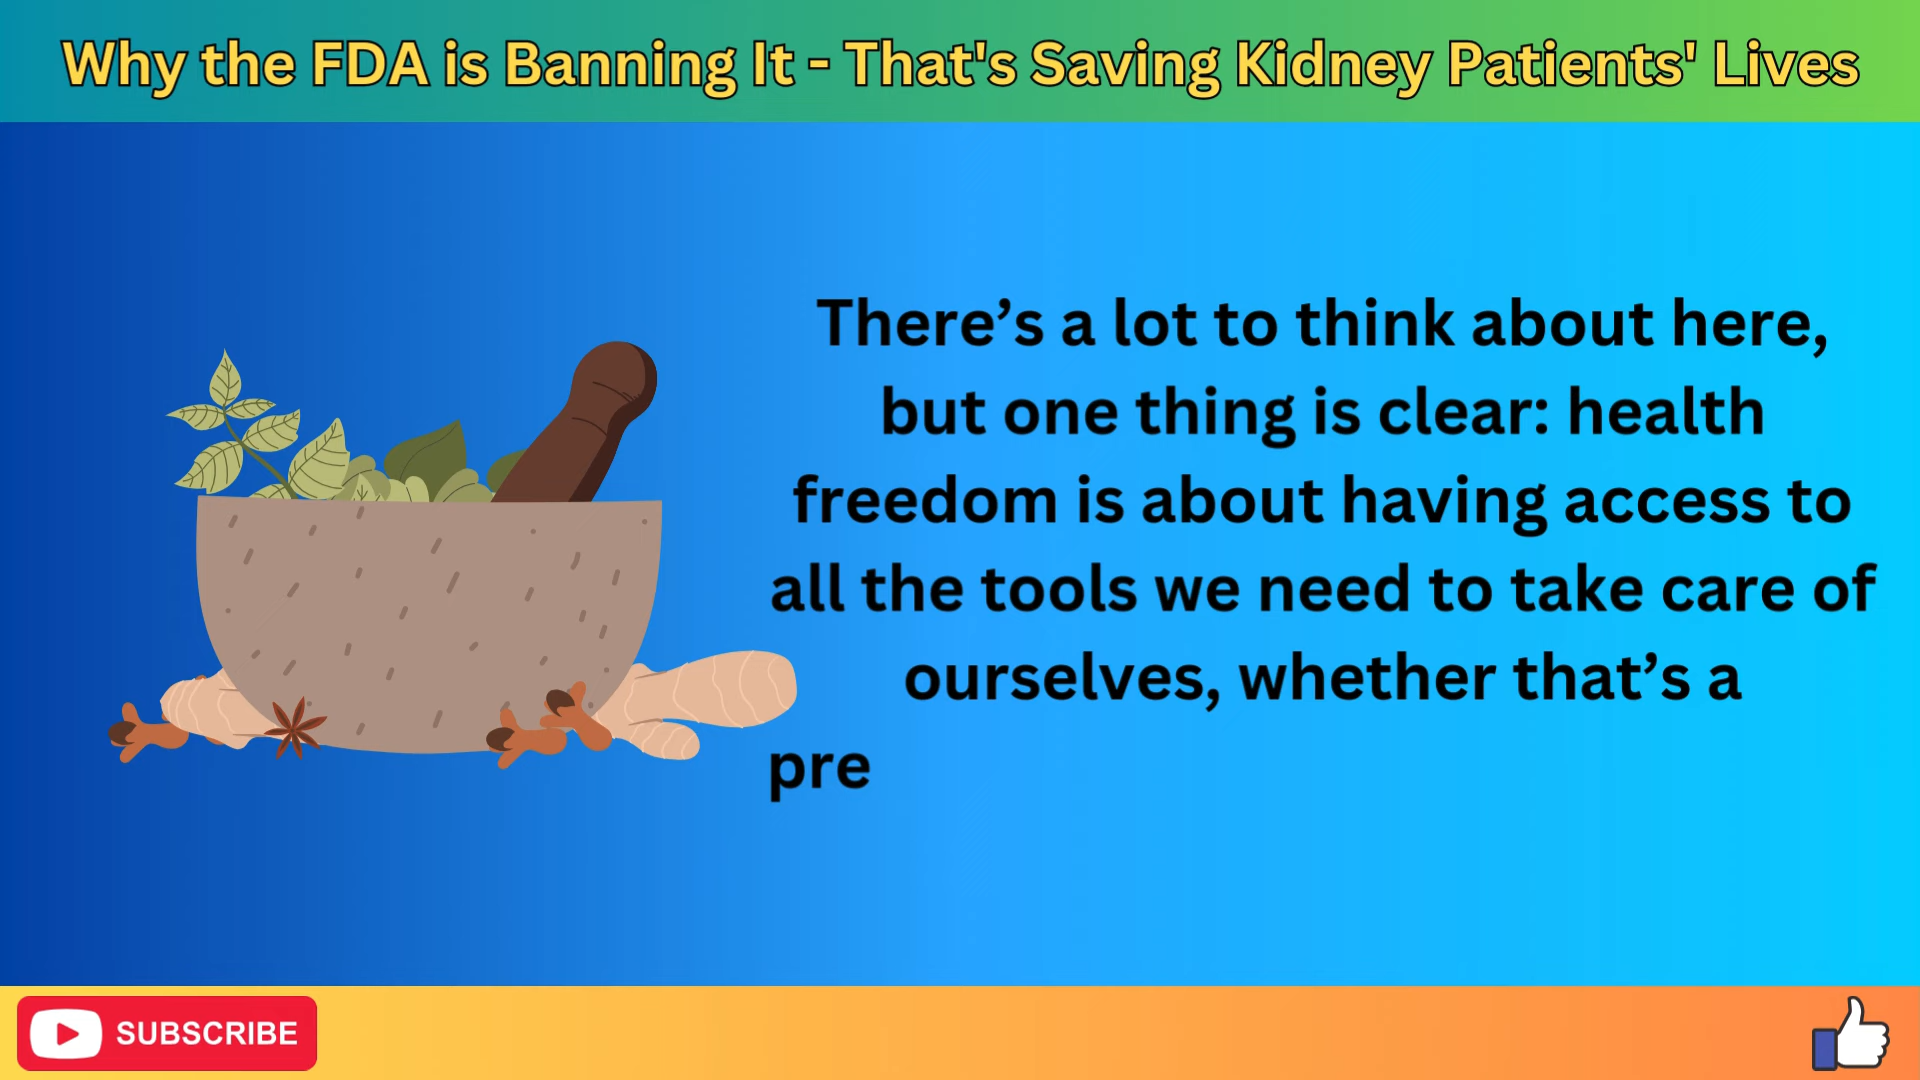 Why the FDA is Banning It - That's Saving Kidney Patients' Lives
There’s a lot to think about here,
but one thing is clear: health
freedom is about having access to
all the tools we need to take care of
ourselves, whether that’s a
pre
SUBSCRIBE